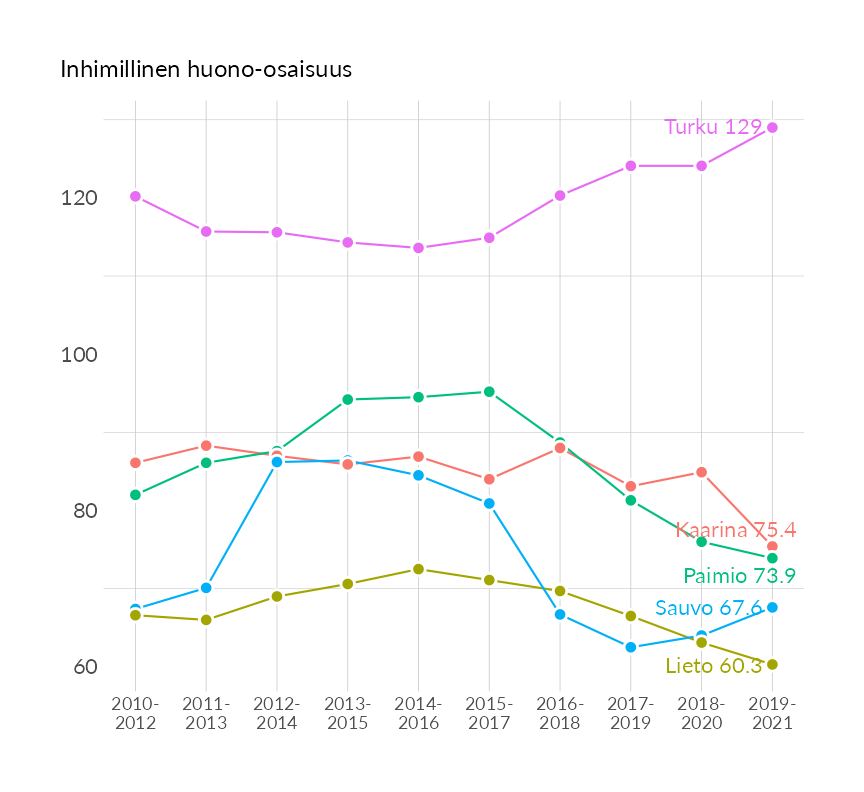 Inhimillinen huono-osaisuus
Turku 129
120
100
80
Kaarina 75.4
Paimio 73.9
Sauvo 67.6
60
Lieto 60.3
2010- 2011- 2012- 2013- 2014- 2015- 2016- 2017- 2018- 2019-
2012 2013 2014 2015 2016 2017 2018 2019 2020 2021